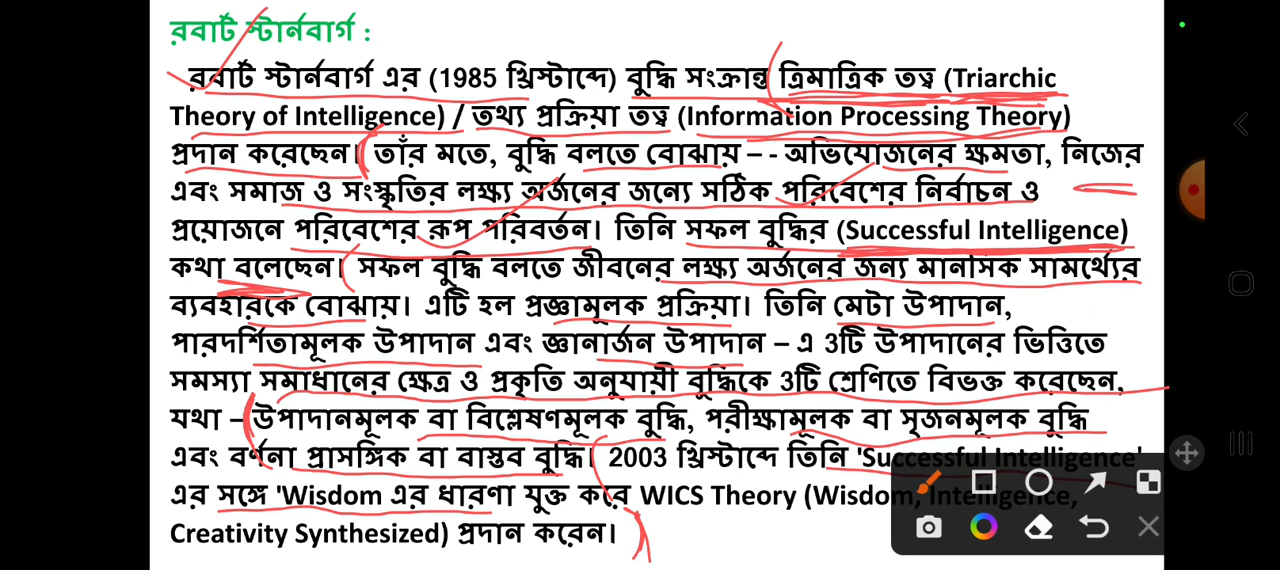 রবার্ট স্টার্নবার্গ :
রবার্ট স্টার্নবার্গ এর (1985 খ্রিস্টাব্দে) বুদ্ধি সংক্রান্ত ত্রিমাত্রিক তত্ত্ব (Triarchic
Theory of Intelligence) / তথ্য প্রক্রিয়া তত্ত্ব (Information Processing Theory)
প্রদান করেছেন। তাঁর মতে, বুদ্ধি বলতে বোঝায় – - অভিযোজনের ক্ষমতা, নিজের
এবং সমাজ ও সংস্কৃতির লক্ষ্য অর্জনের জন্যে সঠিক পরিবেশের নির্বাচন ও
প্রয়োজনে পরিবেশের রূপ পরিবর্তন। তিনি সফল বুদ্ধির (Successful Intelligence)
কথা বলেছেন। সফল বুদ্ধি বলতে জীবনের লক্ষ্য অর্জনের জন্য মানসিক সামর্থ্যের
ব্যবহারকে বোঝায়। এটি হল প্রজ্ঞামূলক প্রক্রিয়া। তিনি মেটা উপাদান,
পারদর্শিতামূলক উপাদান এবং জ্ঞানার্জন উপাদান – এ 3টি উপাদানের ভিত্তিতে
সমস্যা সমাধানের ক্ষেত্র ও প্রকৃতি অনুযায়ী বুদ্ধিকে 3টি শ্রেণিতে বিভক্ত করেছেন,
যথা – উপাদানমূলক বা বিশ্লেষণমূলক বুদ্ধি, পরীক্ষামূলক বা সৃজনমূলক বুদ্ধি
এবং বর্ণনা প্রাসঙ্গিক বা বাস্তব বুদ্ধি। 2003 খ্রিস্টাব্দে তিনি 'Successful Intelligence'
এর সঙ্গে 'Wisdom এর ধারণা যুক্ত করে WICS Theory (Wisdom, Intelligence,
Creativity Synthesized) প্রদান করেন।